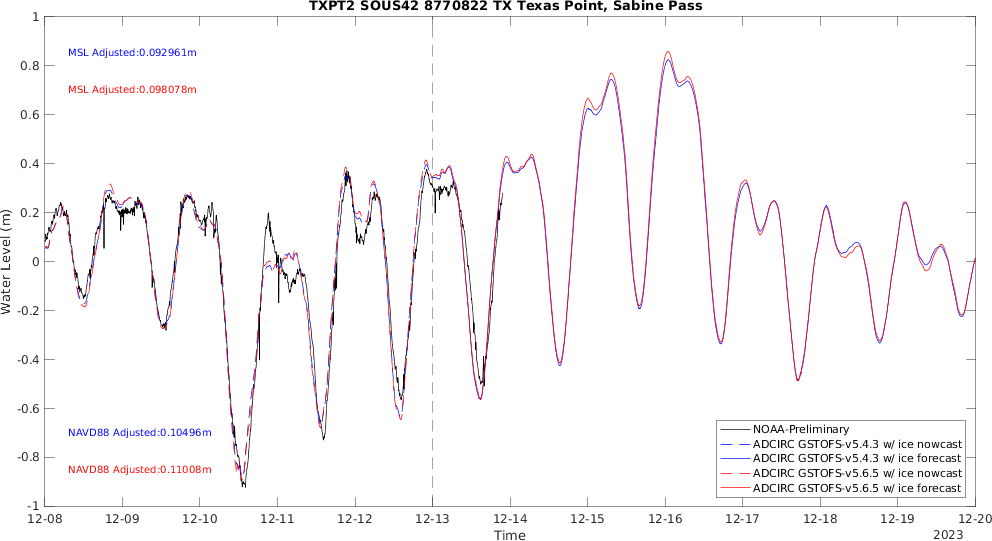 TXPT2 SOUS42 8770822 TX Texas Point, Sabine Pass
1
0.8
0.6
0.4
0.2
0
-0.2
-0.4
-0.6
-0.8
-1
Water Level (m)
MSL Adjusted:0.092961m
MSL Adjusted:0.098078m
NAVD88 Adjusted:0.10496m
NAVD88 Adjusted:0.11008m
NOAA-Preliminary
ADCIRC GSTOFS-v5.4.3 w/ ice nowcast
ADCIRC GSTOFS-v5.4.3 w/ ice forecast
ADCIRC GSTOFS-v5.6.5 w/ ice nowcast
ADCIRC GSTOFS-v5.6.5 w/ ice forecast
12-08 12-09 12-10 12-11 12-12 12-13 12-14 12-15 12-16 12-17 12-18 12-19 12-20
Time
2023